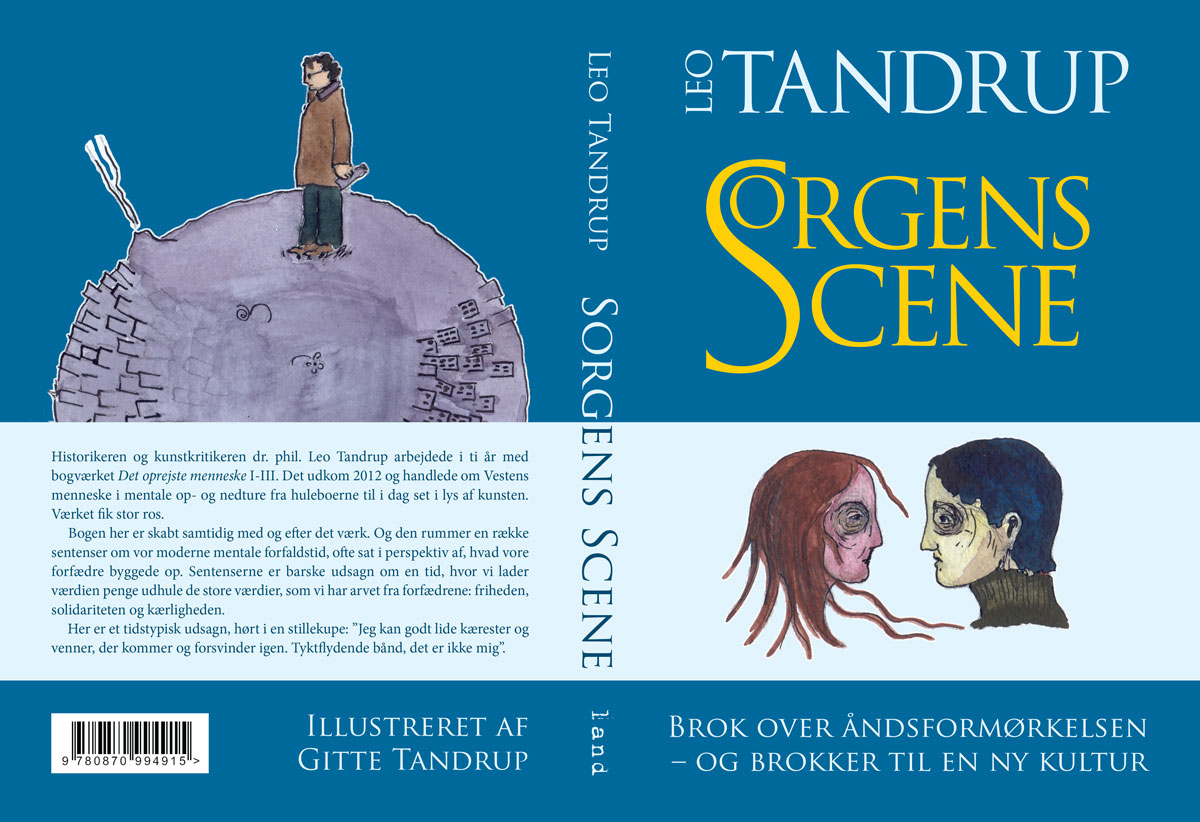 Historikeren og kunstkritikeren dr. phil. Leo Tandrup arbejdede i ti år med
bogværket Det oprejste menneske I-III. Det udkom 2012 og handlede om Vestens
menneske i mentale op- og nedture fra huleboerne til i dag set i lys af kunsten.
Værket fik stor ros.
Bogen her er skabt samtidig med og efter det værk. Og den rummer en række
sentenser om vor moderne mentale forfaldstid, ofte sat i perspektiv af, hvad vore
forfædre byggede op. Sentenserne er barske udsagn om en tid, hvor vi lader
værdien penge udhule de store værdier, som vi har arvet fra forfædrene: friheden,
solidariteten og kærligheden.
Her er et tidstypisk udsagn, hørt i en stillekupe: ”Jeg kan godt lide kærester og
venner, der kommer og forsvinder igen. Tyktflydende bånd, det er ikke mig”.
9 780870 994915 >
Illustreret af
Gitte Tandrup
Leo Tandrup
Sorgens Scene
land
LEO TANDRUP
SORGENS
SCENE
Brok over åndsformørkelsen
– og brokker til en ny kultur